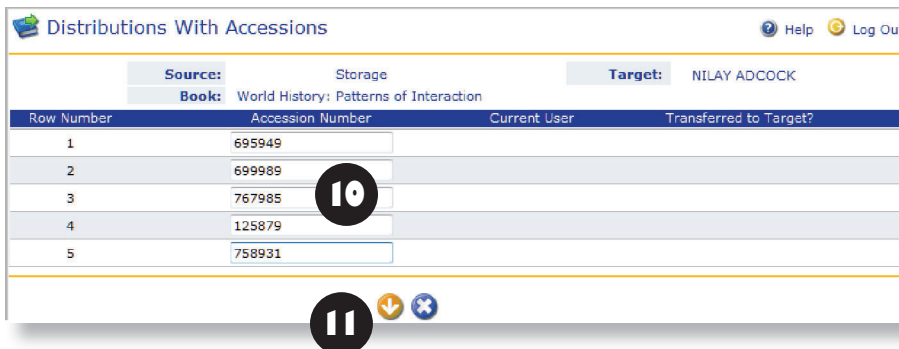 Distributions With Accessions Help Log Ou
Source: Storage Target: NILAY ADCOCK
Book: World History: Patterns of Interaction
Row Number Accession Number Current User Transferred to Target?
1 695949
2 699989
3 767985
4 125879
5 758931
10
11